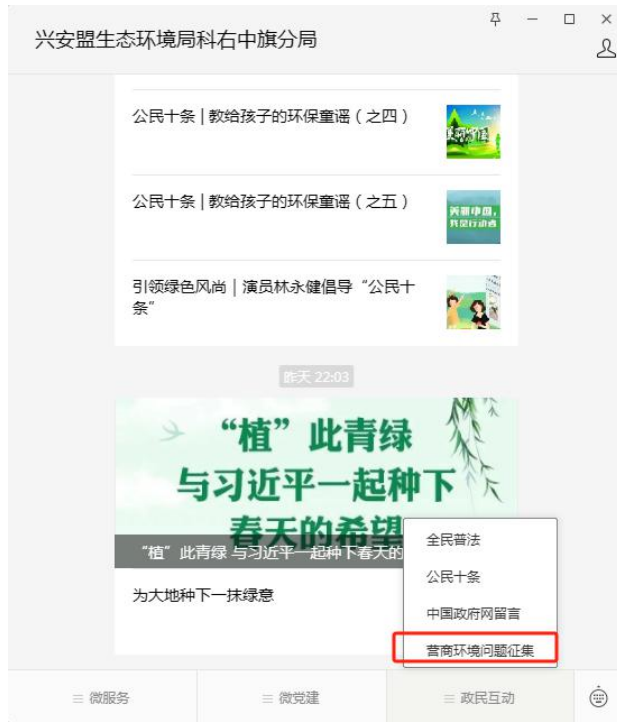 兴安盟生态环境局科右中旗分局
公民十条 | 教给孩子的环保童谣（之四）
公民十条 | 教给孩子的环保童谣（之五）
美丽中国，
我是行动者
引领绿色风尚 | 演员林永健倡导“公民十
条”
昨天 22:03
“植”此青绿
与习近平一起种下
春天的希望
“植”此青绿 与习近平一起种下春天的
为大地种下一抹绿意
全民普法
公民十条
中国政府网留言
营商环境问题征集
微服务
微党建
政民互动